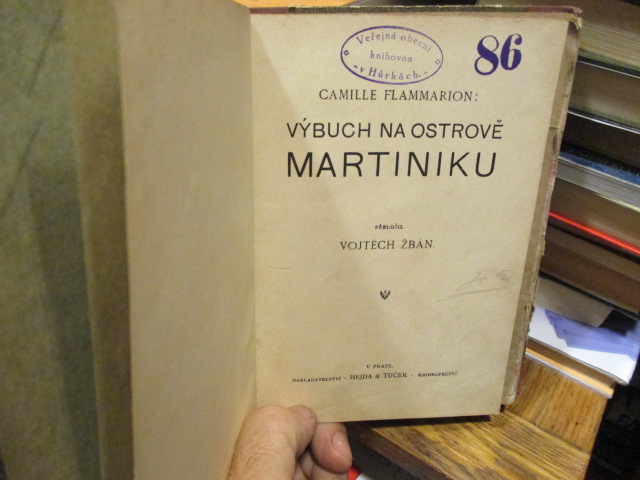 Veřejná obecní
knihovna
v Hůrkách.
86
CAMILLE FLAMMARION:
VÝBUCH NA OSTROVĚ
MARTINIKU
PŘELOŽIL
VOJTĚCH ŽBÁN.
V PRAZE.
NAKLADATELSTVÍ - HEJDA & TUČEK - KNIHKUPECTVÍ